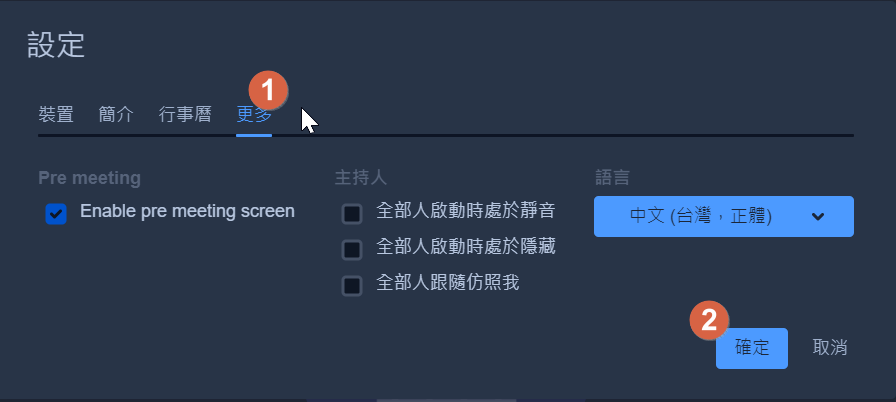 設定
1
裝置 簡介 行事曆 更多
Pre meeting 主持人 語言
Enable pre meeting screen 全部人啟動時處於靜音 中文 (台灣，正體)
全部人啟動時處於隱藏
全部人跟隨仿照我
2
確定 取消